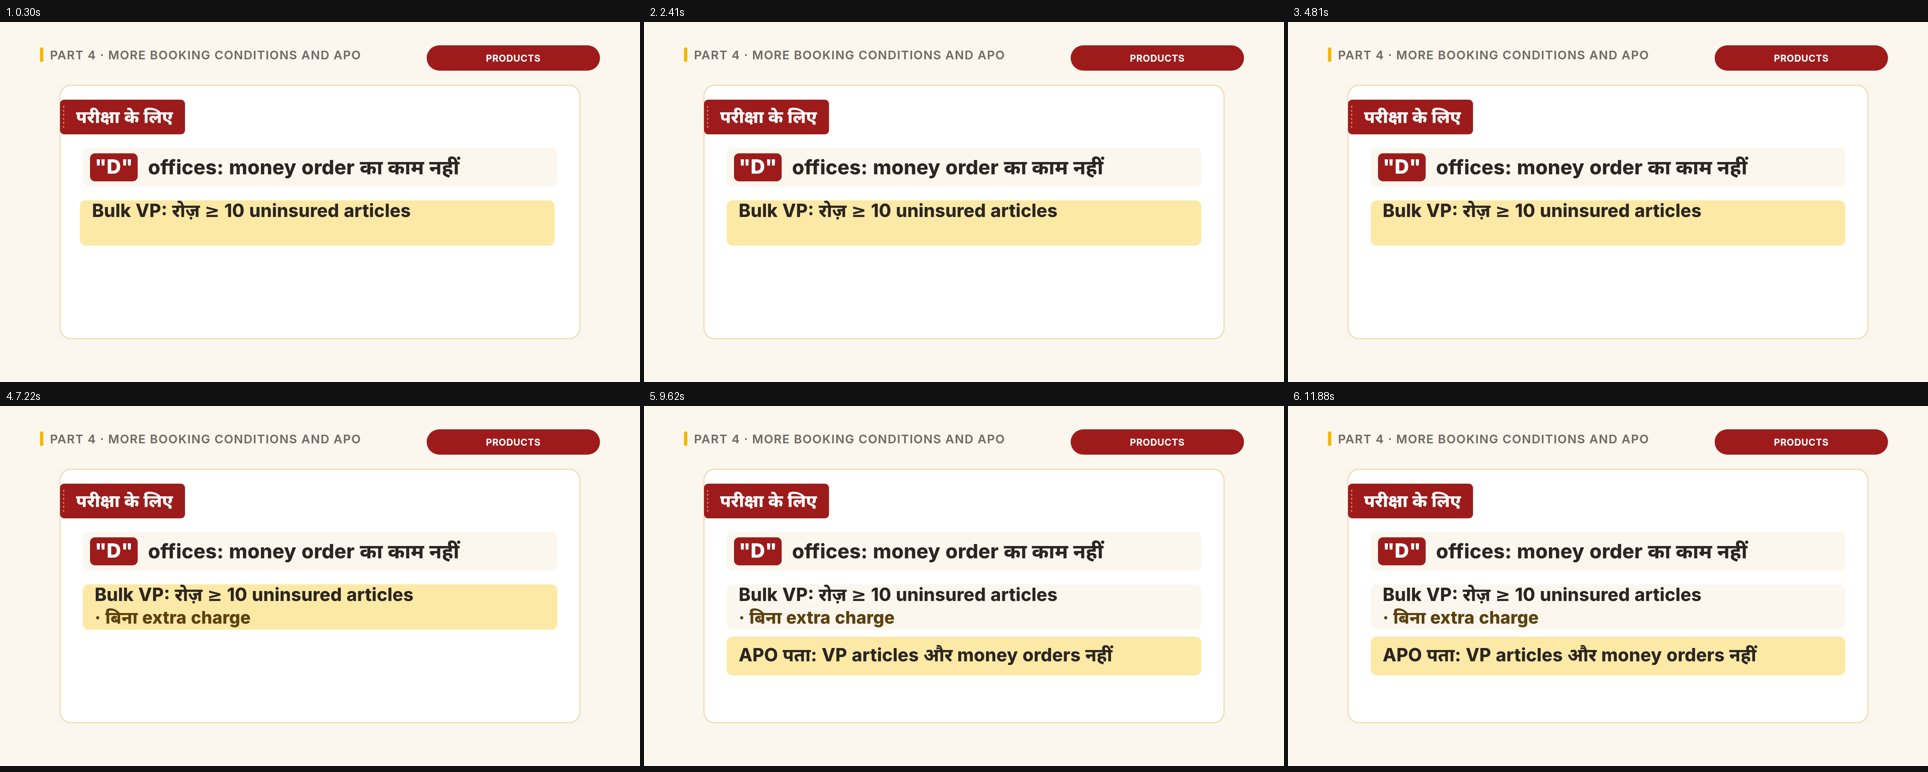 1. 0.30s
PART 4 · MORE BOOKING CONDITIONS AND APO
PRODUCTS
परीक्षा के लिए
"D" offices: money order का काम नहीं
Bulk VP: रोज़ ≥ 10 uninsured articles
2. 2.41s
PART 4 · MORE BOOKING CONDITIONS AND APO
PRODUCTS
परीक्षा के लिए
"D" offices: money order का काम नहीं
Bulk VP: रोज़ ≥ 10 uninsured articles
3. 4.81s
PART 4 · MORE BOOKING CONDITIONS AND APO
PRODUCTS
परीक्षा के लिए
"D" offices: money order का काम नहीं
Bulk VP: रोज़ ≥ 10 uninsured articles
4. 7.22s
PART 4 · MORE BOOKING CONDITIONS AND APO
PRODUCTS
परीक्षा के लिए
"D" offices: money order का काम नहीं
Bulk VP: रोज़ ≥ 10 uninsured articles
· बिना extra charge
5. 9.62s
PART 4 · MORE BOOKING CONDITIONS AND APO
PRODUCTS
परीक्षा के लिए
"D" offices: money order का काम नहीं
Bulk VP: रोज़ ≥ 10 uninsured articles
· बिना extra charge
APO पता: VP articles और money orders नहीं
6. 11.88s
PART 4 · MORE BOOKING CONDITIONS AND APO
PRODUCTS
परीक्षा के लिए
"D" offices: money order का काम नहीं
Bulk VP: रोज़ ≥ 10 uninsured articles
· बिना extra charge
APO पता: VP articles और money orders नहीं